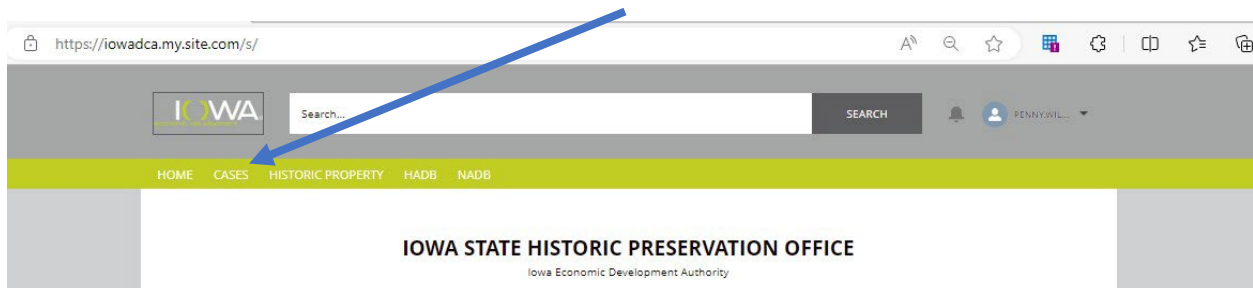 https://iowadca.my.site.com/s/
IOWA
Search...
SEARCH
PENNY.WIL...
HOME CASES HISTORIC PROPERTY HADB NADB
IOWA STATE HISTORIC PRESERVATION OFFICE
Iowa Economic Development Authority